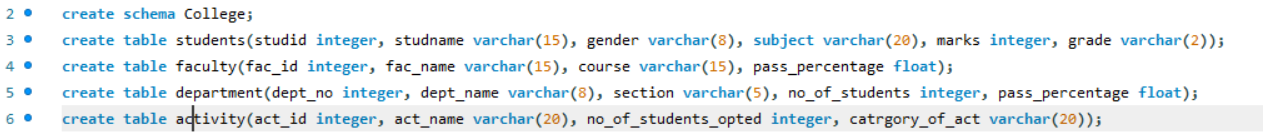 2 create schema College;
3 create table students(studid integer, studname varchar(15), gender varchar(8), subject varchar(20), marks integer, grade varchar(2));
4 create table faculty(fac_id integer, fac_name varchar(15), course varchar(15), pass_percentage float);
5 create table department(dept_no integer, dept_name varchar(8), section varchar(5), no_of_students integer, pass_percentage float);
6 create table activity(act_id integer, act_name varchar(20), no_of_students_opted integer, catrgory_of_act varchar(20));